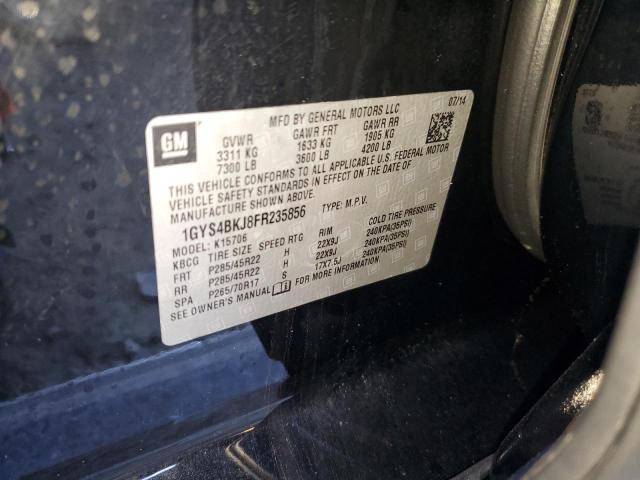 MFD BY GENERAL MOTORS LLC 07/14
GM
GVWR GAWR FRT GAWR RR
3311 KG 1633 KG 1905 KG
7300 LB 3600 LB 4200 LB
THIS VEHICLE CONFORMS TO ALL APPLICABLE U.S. FEDERAL MOTOR
VEHICLE SAFETY STANDARDS IN EFFECT ON THE DATE OF
MANUFACTURE SHOWN ABOVE.
1GYS4BKJ8FR235856 TYPE: M.P.V.
MODEL: K15706
KBCG TIRE SIZE SPEED RTG RIM COLD TIRE PRESSURE
FRT P285/45R22 H 22X9J 240KPA(35PSI)
RR P285/45R22 H 22X9J 240KPA(35PSI)
SPA P265/70R17 S 17X7.5J 240KPA(35PSI)
SEE OWNER'S MANUAL FOR MORE INFORMATION